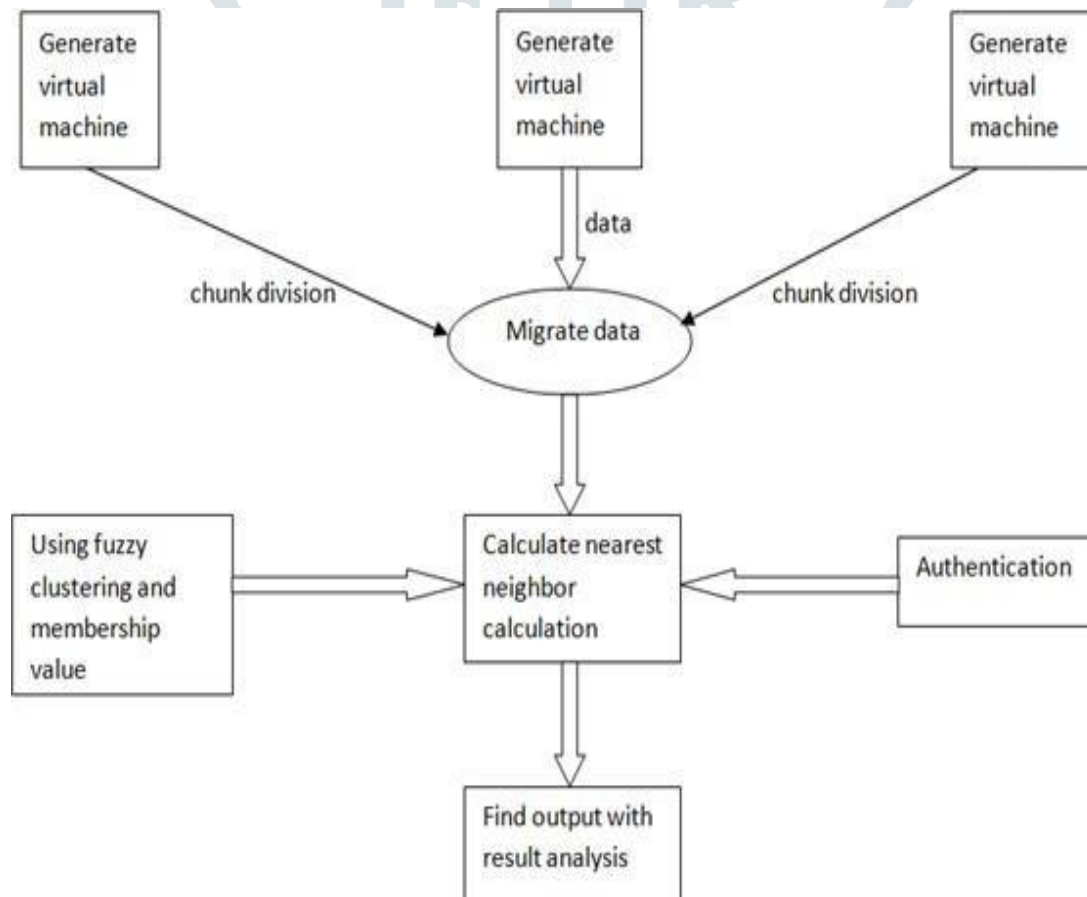 Generate
virtual
machine
Generate
virtual
machine
Generate
virtual
machine
data
chunk division
chunk division
Migrate data
Using fuzzy
clustering and
membership
value
Calculate nearest
neighbor
calculation
Authentication
Find output with
result analysis